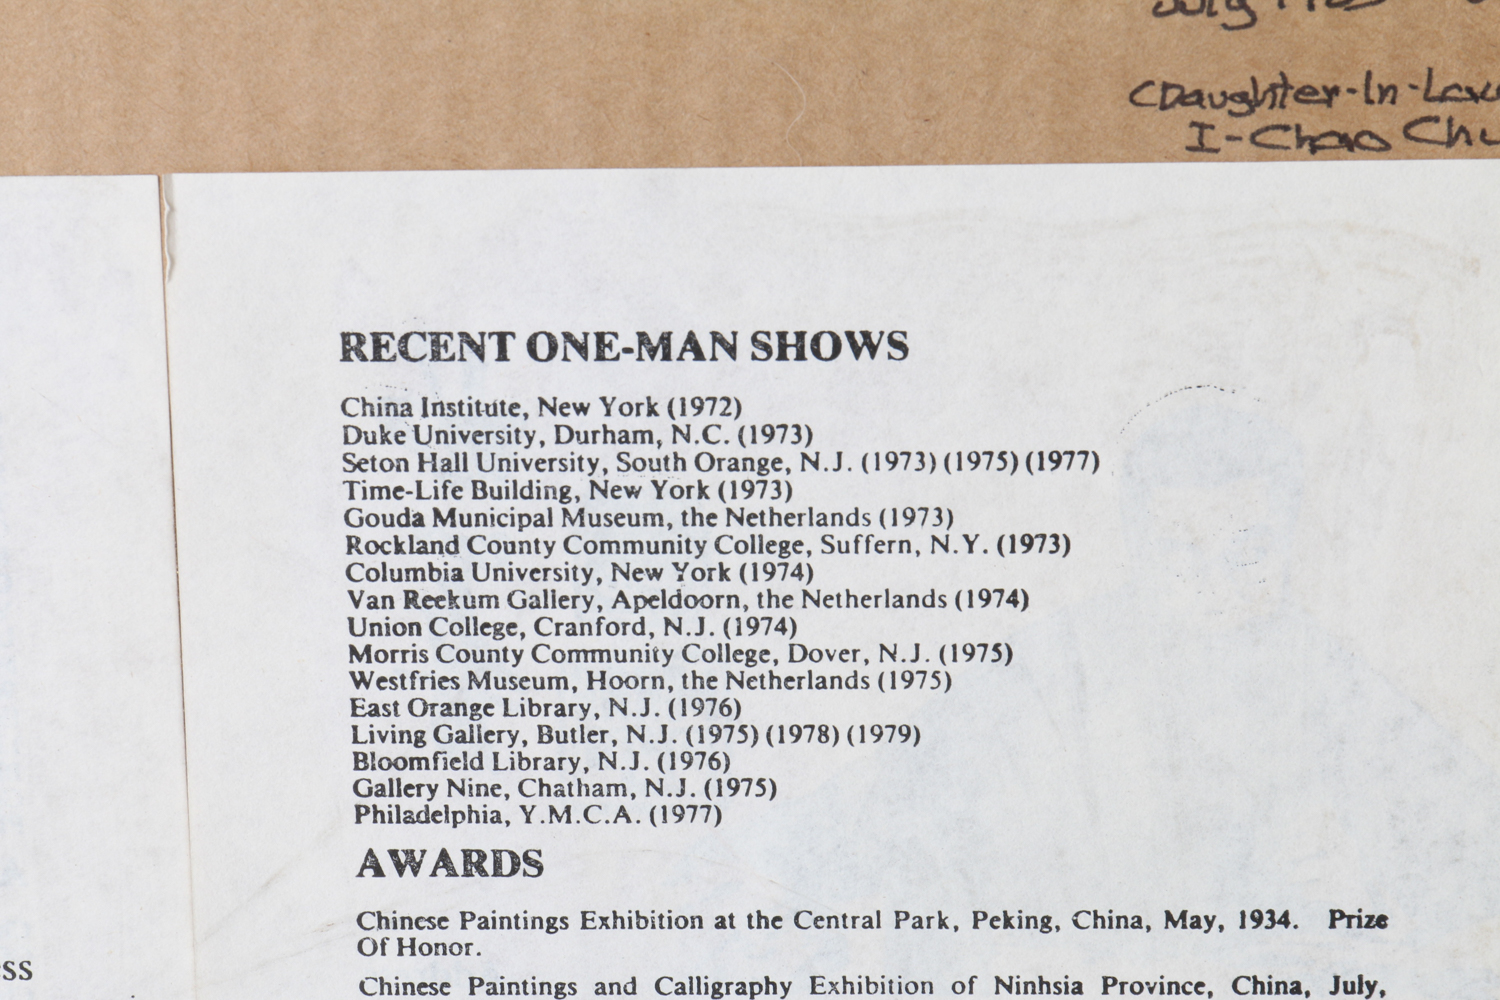 (Daughter-In-Law
I-Chao Chu
RECENT ONE-MAN SHOWS
China Institute, New York (1972)
Duke University, Durham, N.C. (1973)
Seton Hall University, South Orange, N.J. (1973) (1975) (1977)
Time-Life Building, New York (1973)
Gouda Municipal Museum, the Netherlands (1973)
Rockland County Community College, Suffern, N.Y. (1973)
Columbia University, New York (1974)
Van Reekum Gallery, Apeldoorn, the Netherlands (1974)
Union College, Cranford, N.J. (1974)
Morris County Community College, Dover, N.J. (1975)
Westfries Museum, Hoorn, the Netherlands (1975)
East Orange Library, N.J. (1976)
Living Gallery, Butler, N.J. (1975) (1978) (1979)
Bloomfield Library, N.J. (1976)
Gallery Nine, Chatham, N.J. (1975)
Philadelphia, Y.M.C.A. (1977)
AWARDS
Chinese Paintings Exhibition at the Central Park, Peking, China, May, 1934. Prize
Of Honor.
Chinese Paintings and Calligraphy Exhibition of Ninhsia Province, China, July,
ss